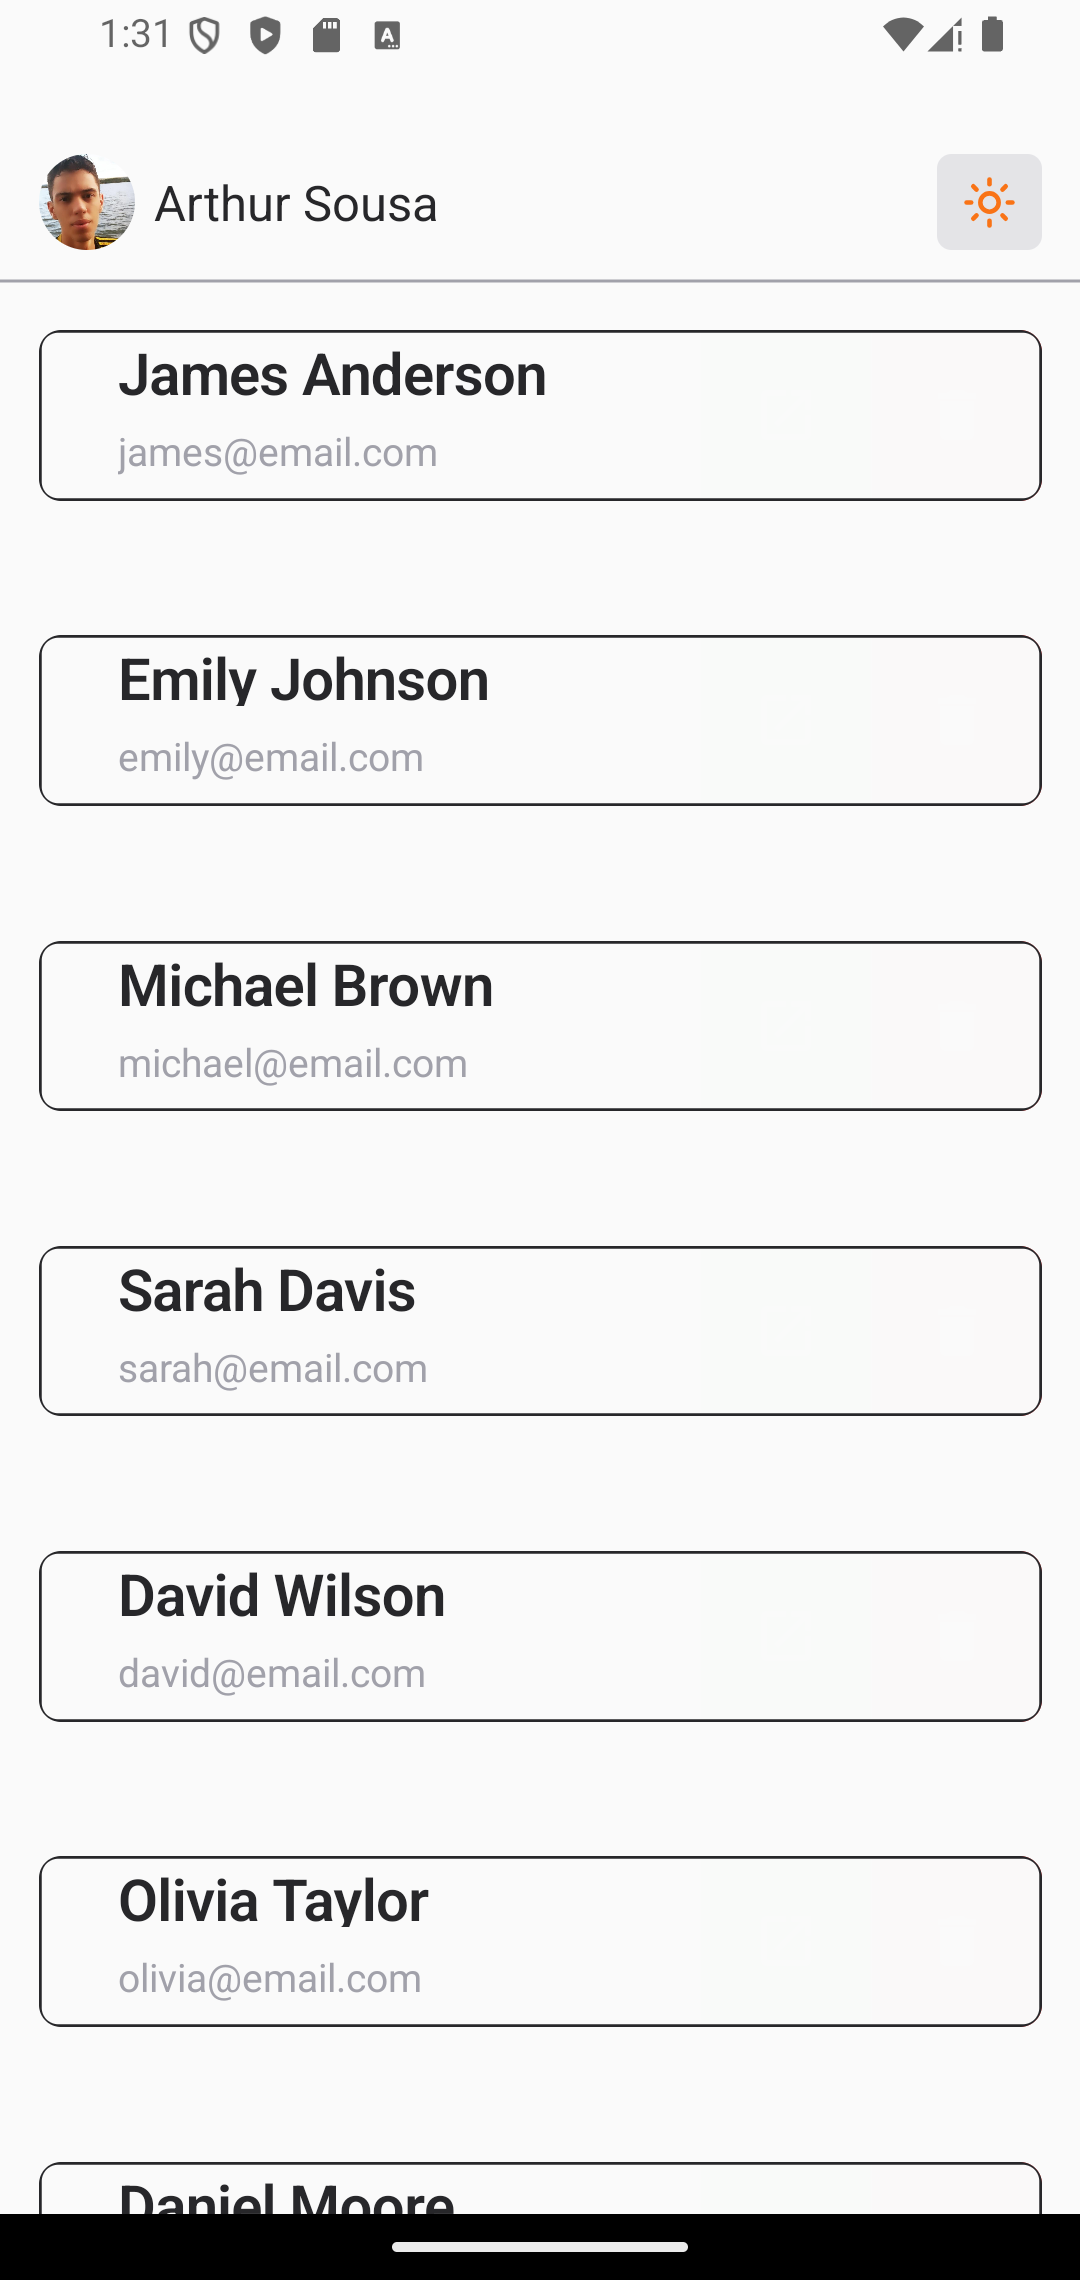 1:31
Arthur Sousa
James Anderson
james@email.com
Emily Johnson
emily@email.com
Michael Brown
michael@email.com
Sarah Davis
sarah@email.com
David Wilson
david@email.com
Olivia Taylor
olivia@email.com
Daniel Moore